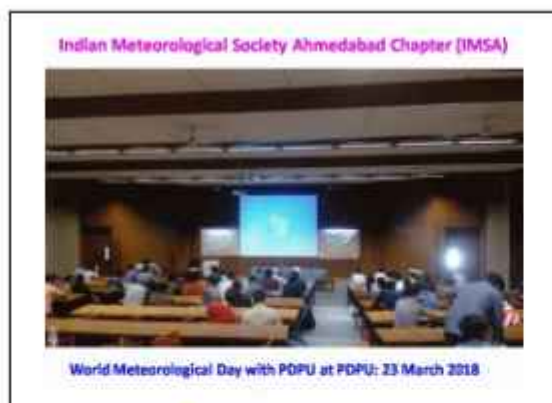 Indian Meteorological Society Ahmedabad Chapter (IMSA)
World Meteorological Day with PDPU at PDPU: 23 March 2018